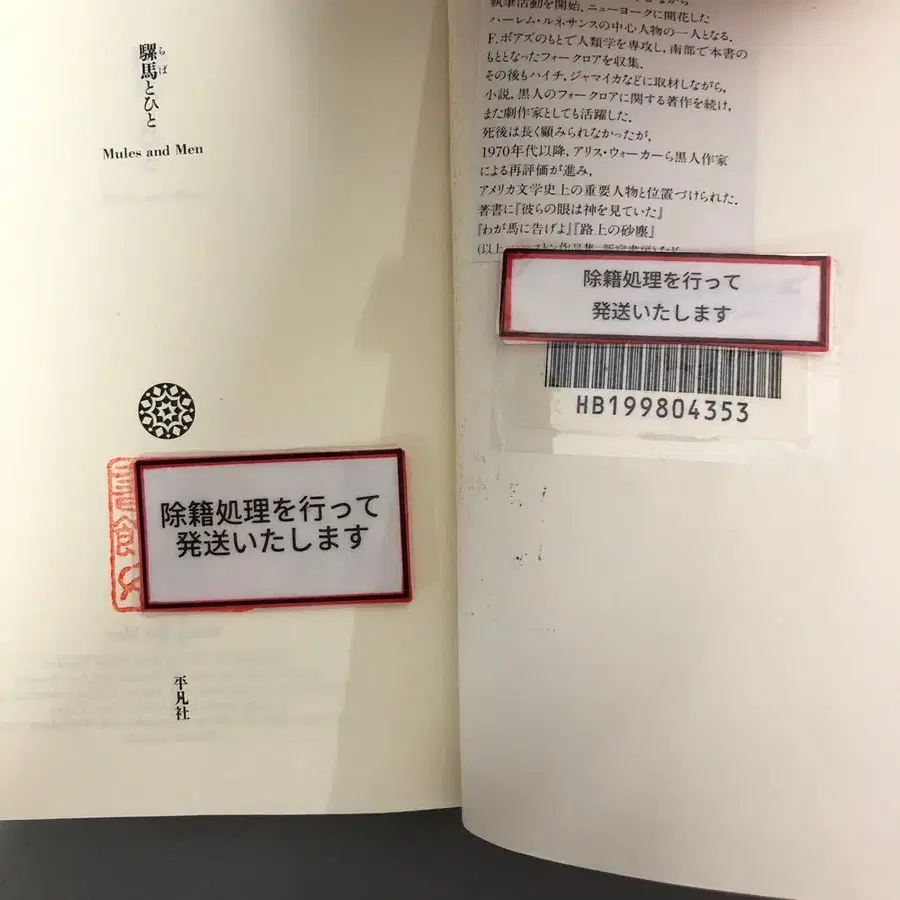 らば
騾馬とひと
Mules and Men
除籍処理を行って
発送いたします
平凡社
執筆活動を開始.ニューヨークに開花した
ハーレム・ルネサンスの中心人物の一人となる.
F.ボアズのもとで人類学を専攻し,南部で本書の
もととなったフォークロアを収集.
その後もハイチ,ジャマイカなどに取材しながら,
小説,黒人のフォークロアに関する著作を続け,
また劇作家としても活躍した.
死後は長く顧みられなかったが,
1970年代以降,アリス・ウォーカーら黒人作家
による再評価が進み,
アメリカ文学史上の重要人物と位置づけられた.
著書に『彼らの眼は神を見ていた』
『わが馬に告げよ』『路上の砂塵』
(以上
除籍処理を行って
発送いたします
HB199804353